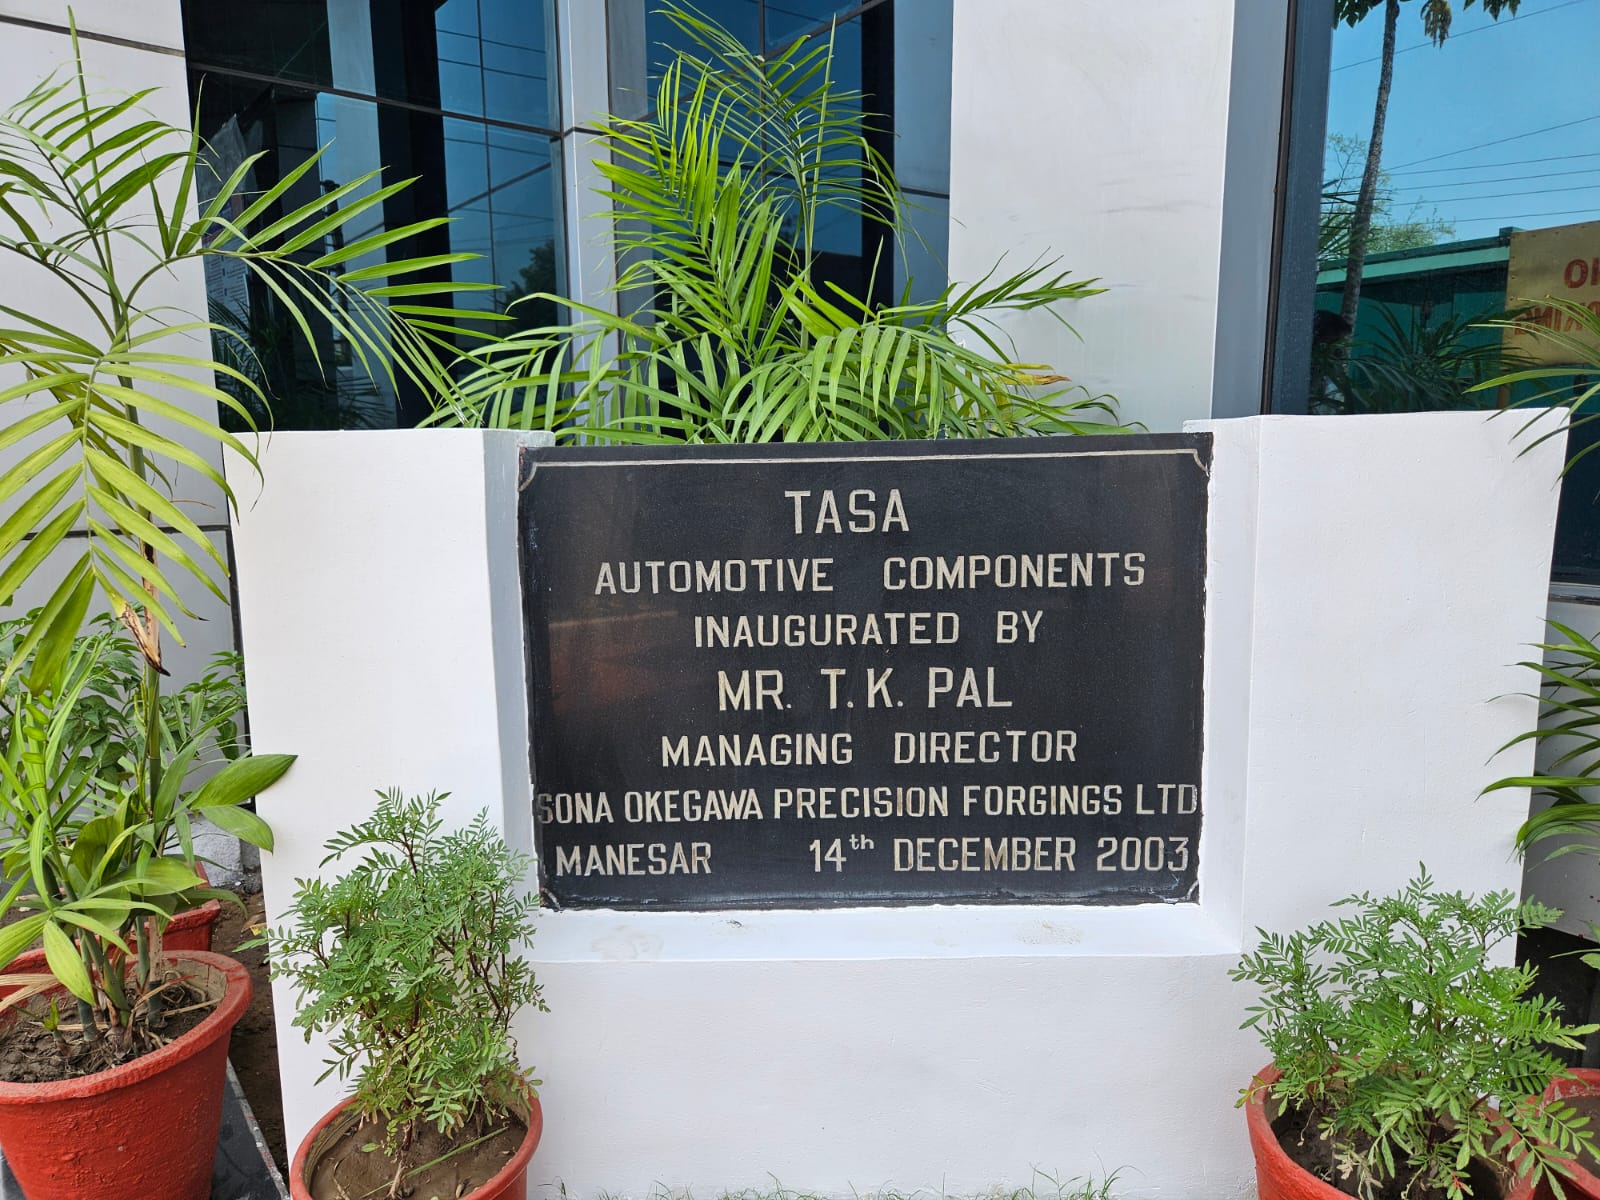 TASA
AUTOMOTIVE COMPONENTS
INAUGURATED BY
MR. T.K. PAL
MANAGING DIRECTOR
SONA OKEGAWA PRECISION FORGINGS LTD
MANESAR 14th DECEMBER 2003